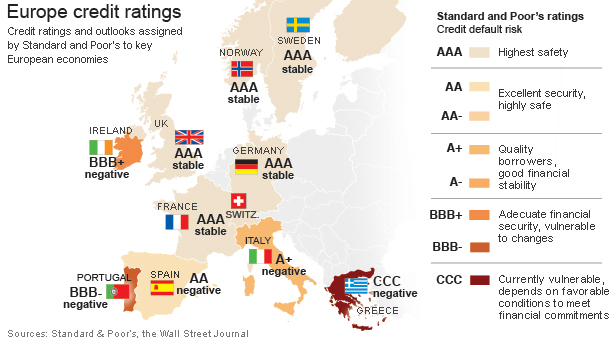 Europe credit ratings
Credit ratings and outlooks assigned
by Standard and Poor's to key
European economies
SWEDEN
AAA
stable
NORWAY
AAA
stable
UK
AAA
stable
IRELAND
BBB+
negative
GERMANY
AAA
stable
FRANCE
AAA
stable
SWITZ.
ITALY
A+
negative
PORTUGAL
BBB-
negative
SPAIN
AA
negative
CCC
negative
GREECE
Sources: Standard & Poor's, the Wall Street Journal
Standard and Poor's ratings
Credit default risk
AAA Highest safety
AA
Excellent security,
highly safe
AA-
A+
Quality
borrowers,
good financial
stability
A-
BBB+
Adecuate financial
security, vulnerable
to changes
BBB-
CCC
Currently vulnerable,
depends on favorable
conditions to meet
financial commitments